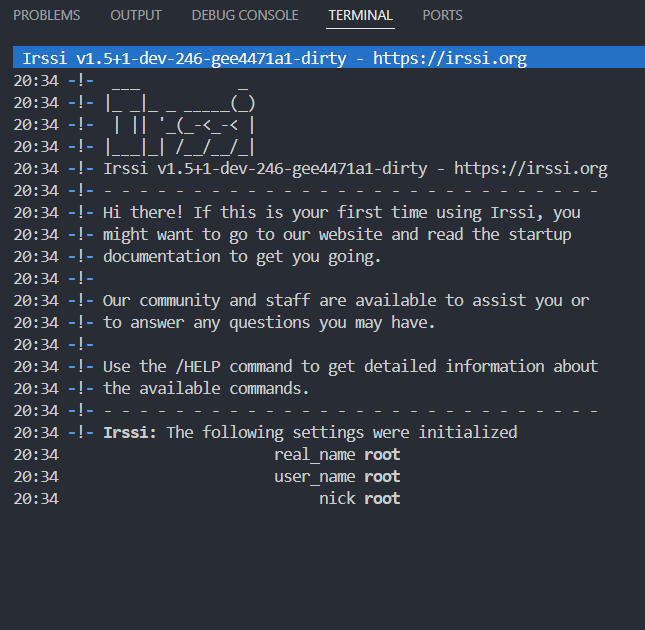 PROBLEMS OUTPUT DEBUG CONSOLE TERMINAL PORTS
Irssi v1.5+1-dev-246-gee4471a1-dirty - https://irssi.org
20:34 -!-  ___           _
20:34 -!- |_ _|_ _ _____(_)
20:34 -!-  | || '_(_-<_-< |
20:34 -!- |___|_| /__/__/_|
20:34 -!- Irssi v1.5+1-dev-246-gee4471a1-dirty - https://irssi.org
20:34 -!- - - - - - - - - - - - - - - - - - - - - - - - - - - - -
20:34 -!- Hi there! If this is your first time using Irssi, you
20:34 -!- might want to go to our website and read the startup
20:34 -!- documentation to get you going.
20:34 -!-
20:34 -!- Our community and staff are available to assist you or
20:34 -!- to answer any questions you may have.
20:34 -!-
20:34 -!- Use the /HELP command to get detailed information about
20:34 -!- the available commands.
20:34 -!- - - - - - - - - - - - - - - - - - - - - - - - - - - - -
20:34 -!- Irssi: The following settings were initialized
20:34                        real_name root
20:34                        user_name root
20:34                             nick root